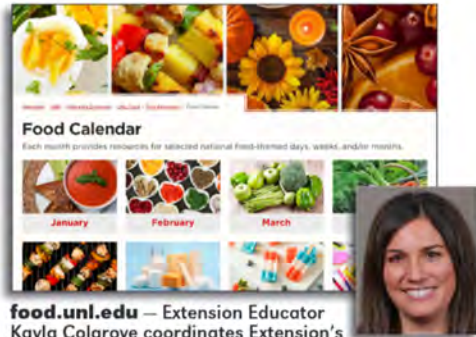 Food Calendar
Each month provides resources for selected national food-themed days, weeks, and/or months.
January February March
food.unl.edu — Extension Educator
Kayla Colgrove coordinates Extension's